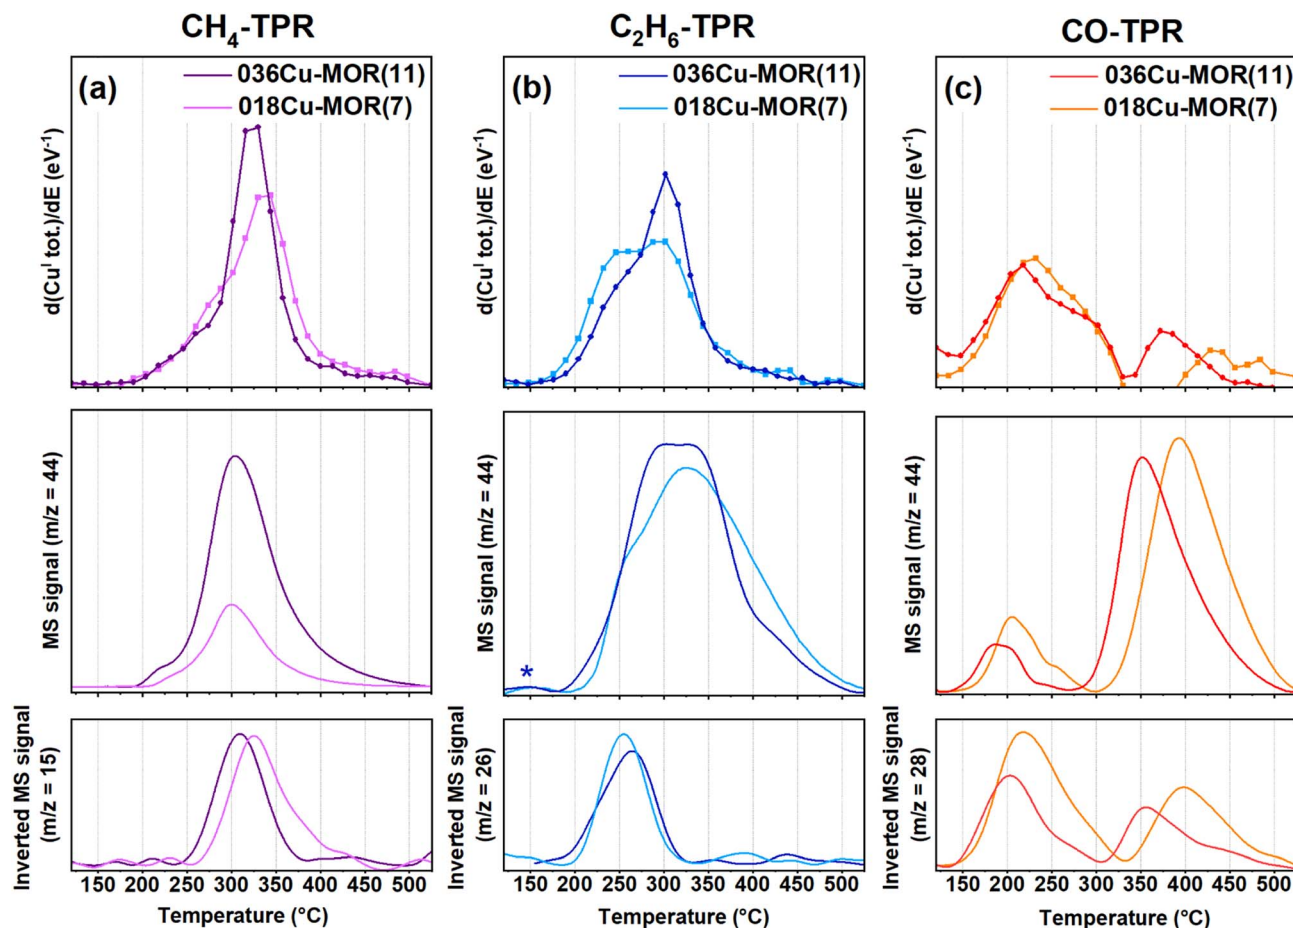 CH₄-TPR
C₂H₆-TPR
CO-TPR
(a)
036Cu-MOR(11)
018Cu-MOR(7)
(b)
036Cu-MOR(11)
018Cu-MOR(7)
(c)
036Cu-MOR(11)
018Cu-MOR(7)
d(Cuᴵ tot.)/dE (eV⁻¹)
d(Cuᴵ tot.)/dE (eV⁻¹)
d(Cuᴵ tot.)/dE (eV⁻¹)
MS signal (m/z = 44)
MS signal (m/z = 44)
*
MS signal (m/z = 44)
Inverted MS signal
(m/z = 15)
Inverted MS signal
(m/z = 26)
Inverted MS signal
(m/z = 28)
150 200 250 300 350 400 450 500
150 200 250 300 350 400 450 500
150 200 250 300 350 400 450 500
Temperature (°C)
Temperature (°C)
Temperature (°C)